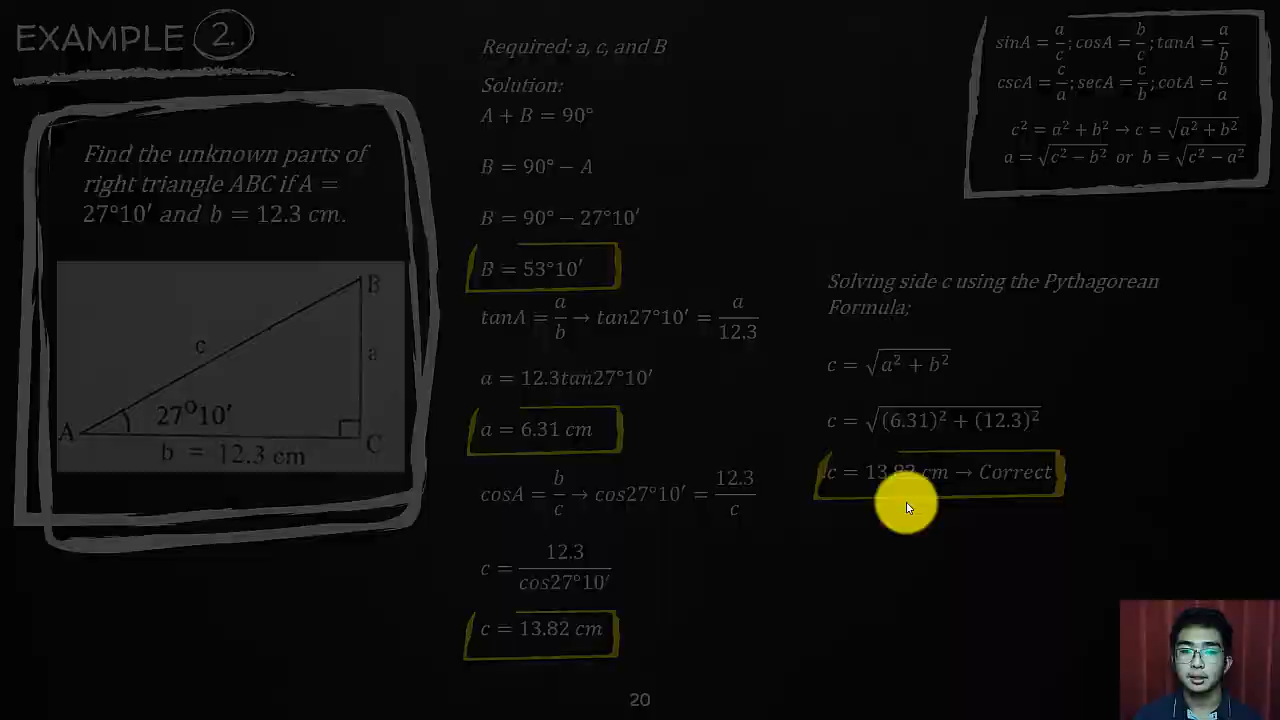 EXAMPLE 2.
Find the unknown parts of
right triangle ABC if A =
27°10′ and b = 12.3 cm.
B
c
a
27°10′
A
C
b = 12.3 cm
Required: a, c, and B
Solution:
A + B = 90°
B = 90° − A
B = 90° − 27°10′
B = 53°10′
tanA = a/b → tan27°10′ = a/12.3
a = 12.3tan27°10′
a = 6.31 cm
cosA = b/c → cos27°10′ = 12.3/c
c = 12.3/cos27°10′
c = 13.82 cm
sinA = a/c ; cosA = b/c ; tanA = a/b
cscA = c/a ; secA = c/b ; cotA = b/a
c² = a² + b² → c = √(a² + b²)
a = √(c² − b²) or b = √(c² − a²)
Solving side c using the Pythagorean
Formula;
c = √(a² + b²)
c = √((6.31)² + (12.3)²)
c = 13.82 cm → Correct
20